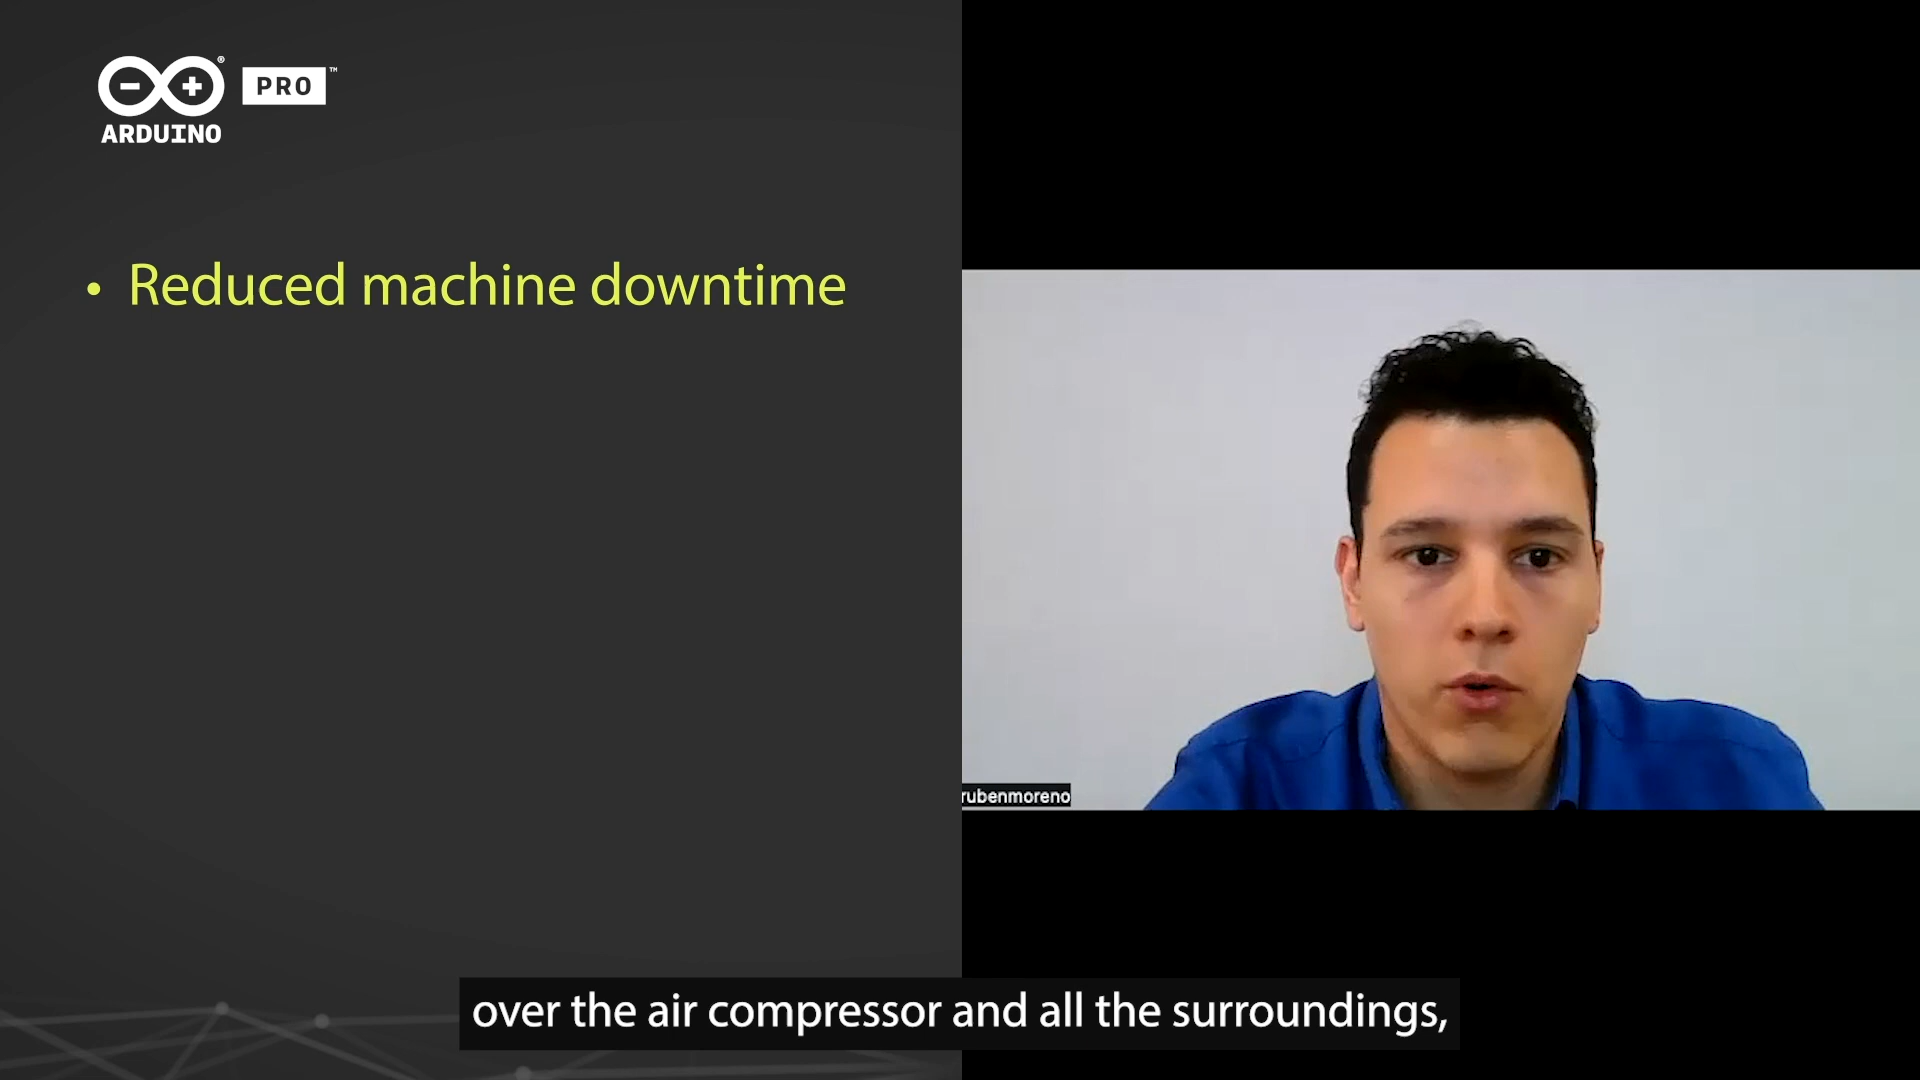 ARDUINO
PRO
• Reduced machine downtime
rubenmoreno
over the air compressor and all the surroundings,